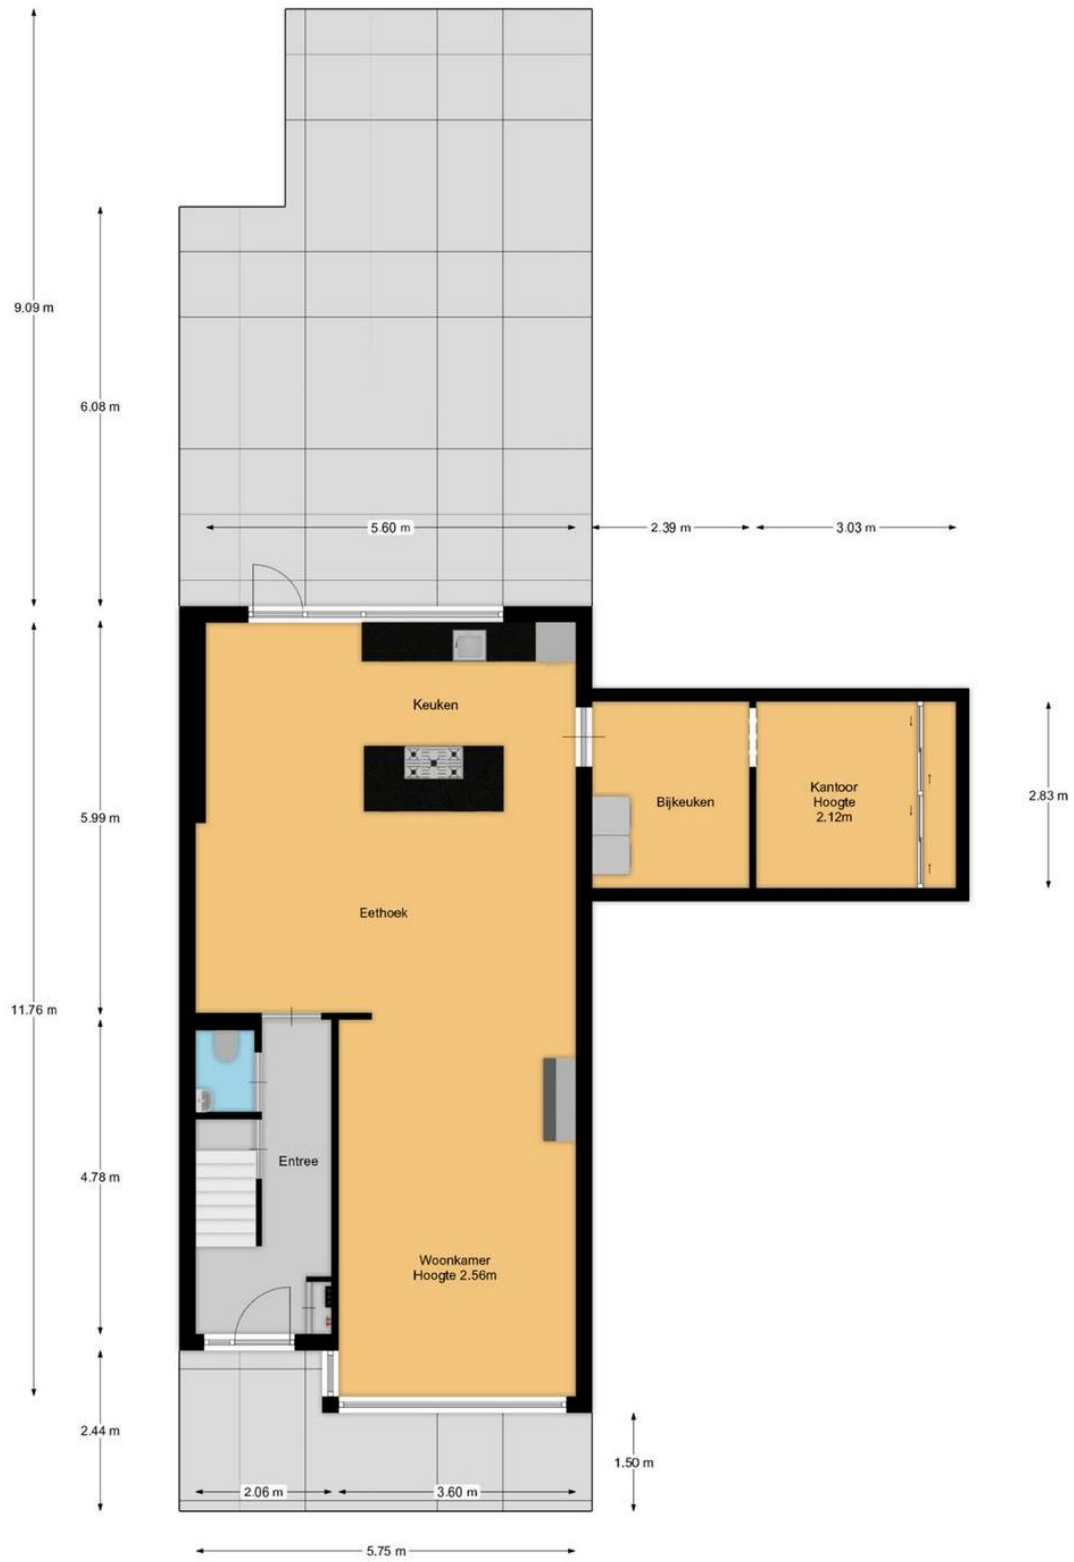 9.09 m
6.08 m
5.60 m
2.39 m
3.03 m
Keuken
Kantoor
Hoogte
2.12m
Bijkeuken
2.83 m
5.99 m
Eethoek
11.76 m
Entree
4.78 m
Woonkamer
Hoogte 2.56m
2.44 m
1.50 m
2.06 m
3.60 m
5.75 m